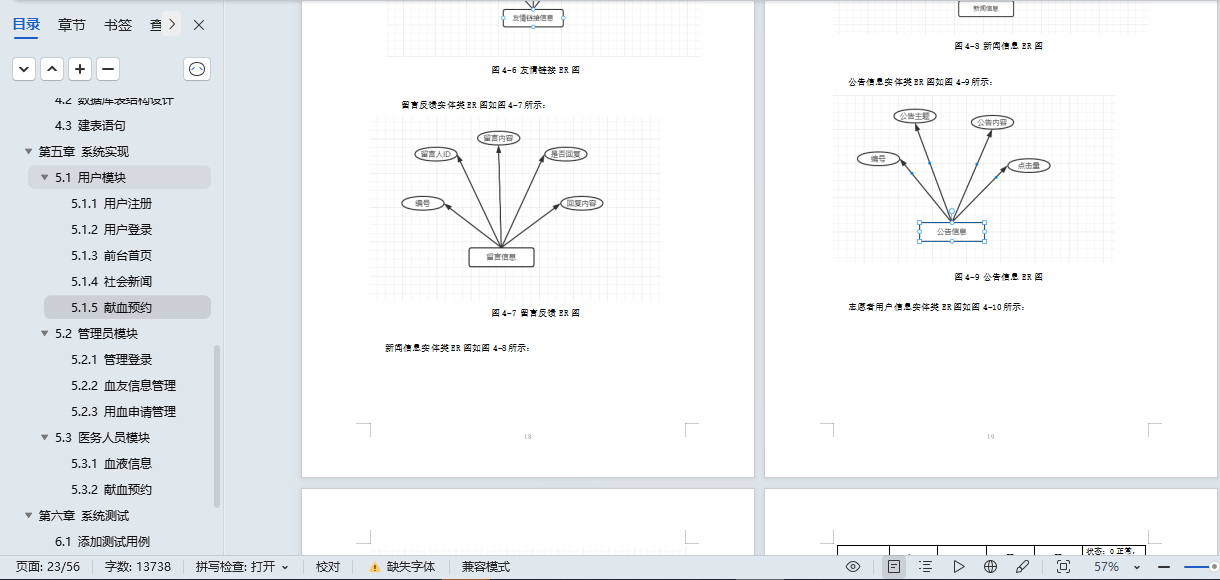 目录 章节 书签 查
4.2 数据库表结构设计
4.3 建表语句
第五章 系统实现
5.1 用户模块
5.1.1 用户注册
5.1.2 用户登录
5.1.3 前台首页
5.1.4 社会新闻
5.1.5 献血预约
5.2 管理员模块
5.2.1 管理登录
5.2.2 血友信息管理
5.2.3 用血申请管理
5.3 医务人员模块
5.3.1 血液信息
5.3.2 献血预约
第六章 系统测试
6.1 添加测试用例
友情链接信息
图 4-6 友情链接 ER 图
留言反馈实体类 ER 图如图 4-7 所示：
留言内容
留言人ID
是否回复
编号
回复内容
留言信息
图 4-7 留言反馈 ER 图
新闻信息实体类 ER 图如图 4-8 所示：
18
新闻信息
图 4-8 新闻信息 ER 图
公告信息实体类 ER 图如图 4-9 所示：
公告主题
公告内容
编号
点击量
公告信息
图 4-9 公告信息 ER 图
志愿者用户信息实体类 ER 图如图 4-10 所示：
19
状态：0 正常，
页面: 23/56 字数: 13738 拼写检查: 打开 校对 缺失字体 兼容模式 57%